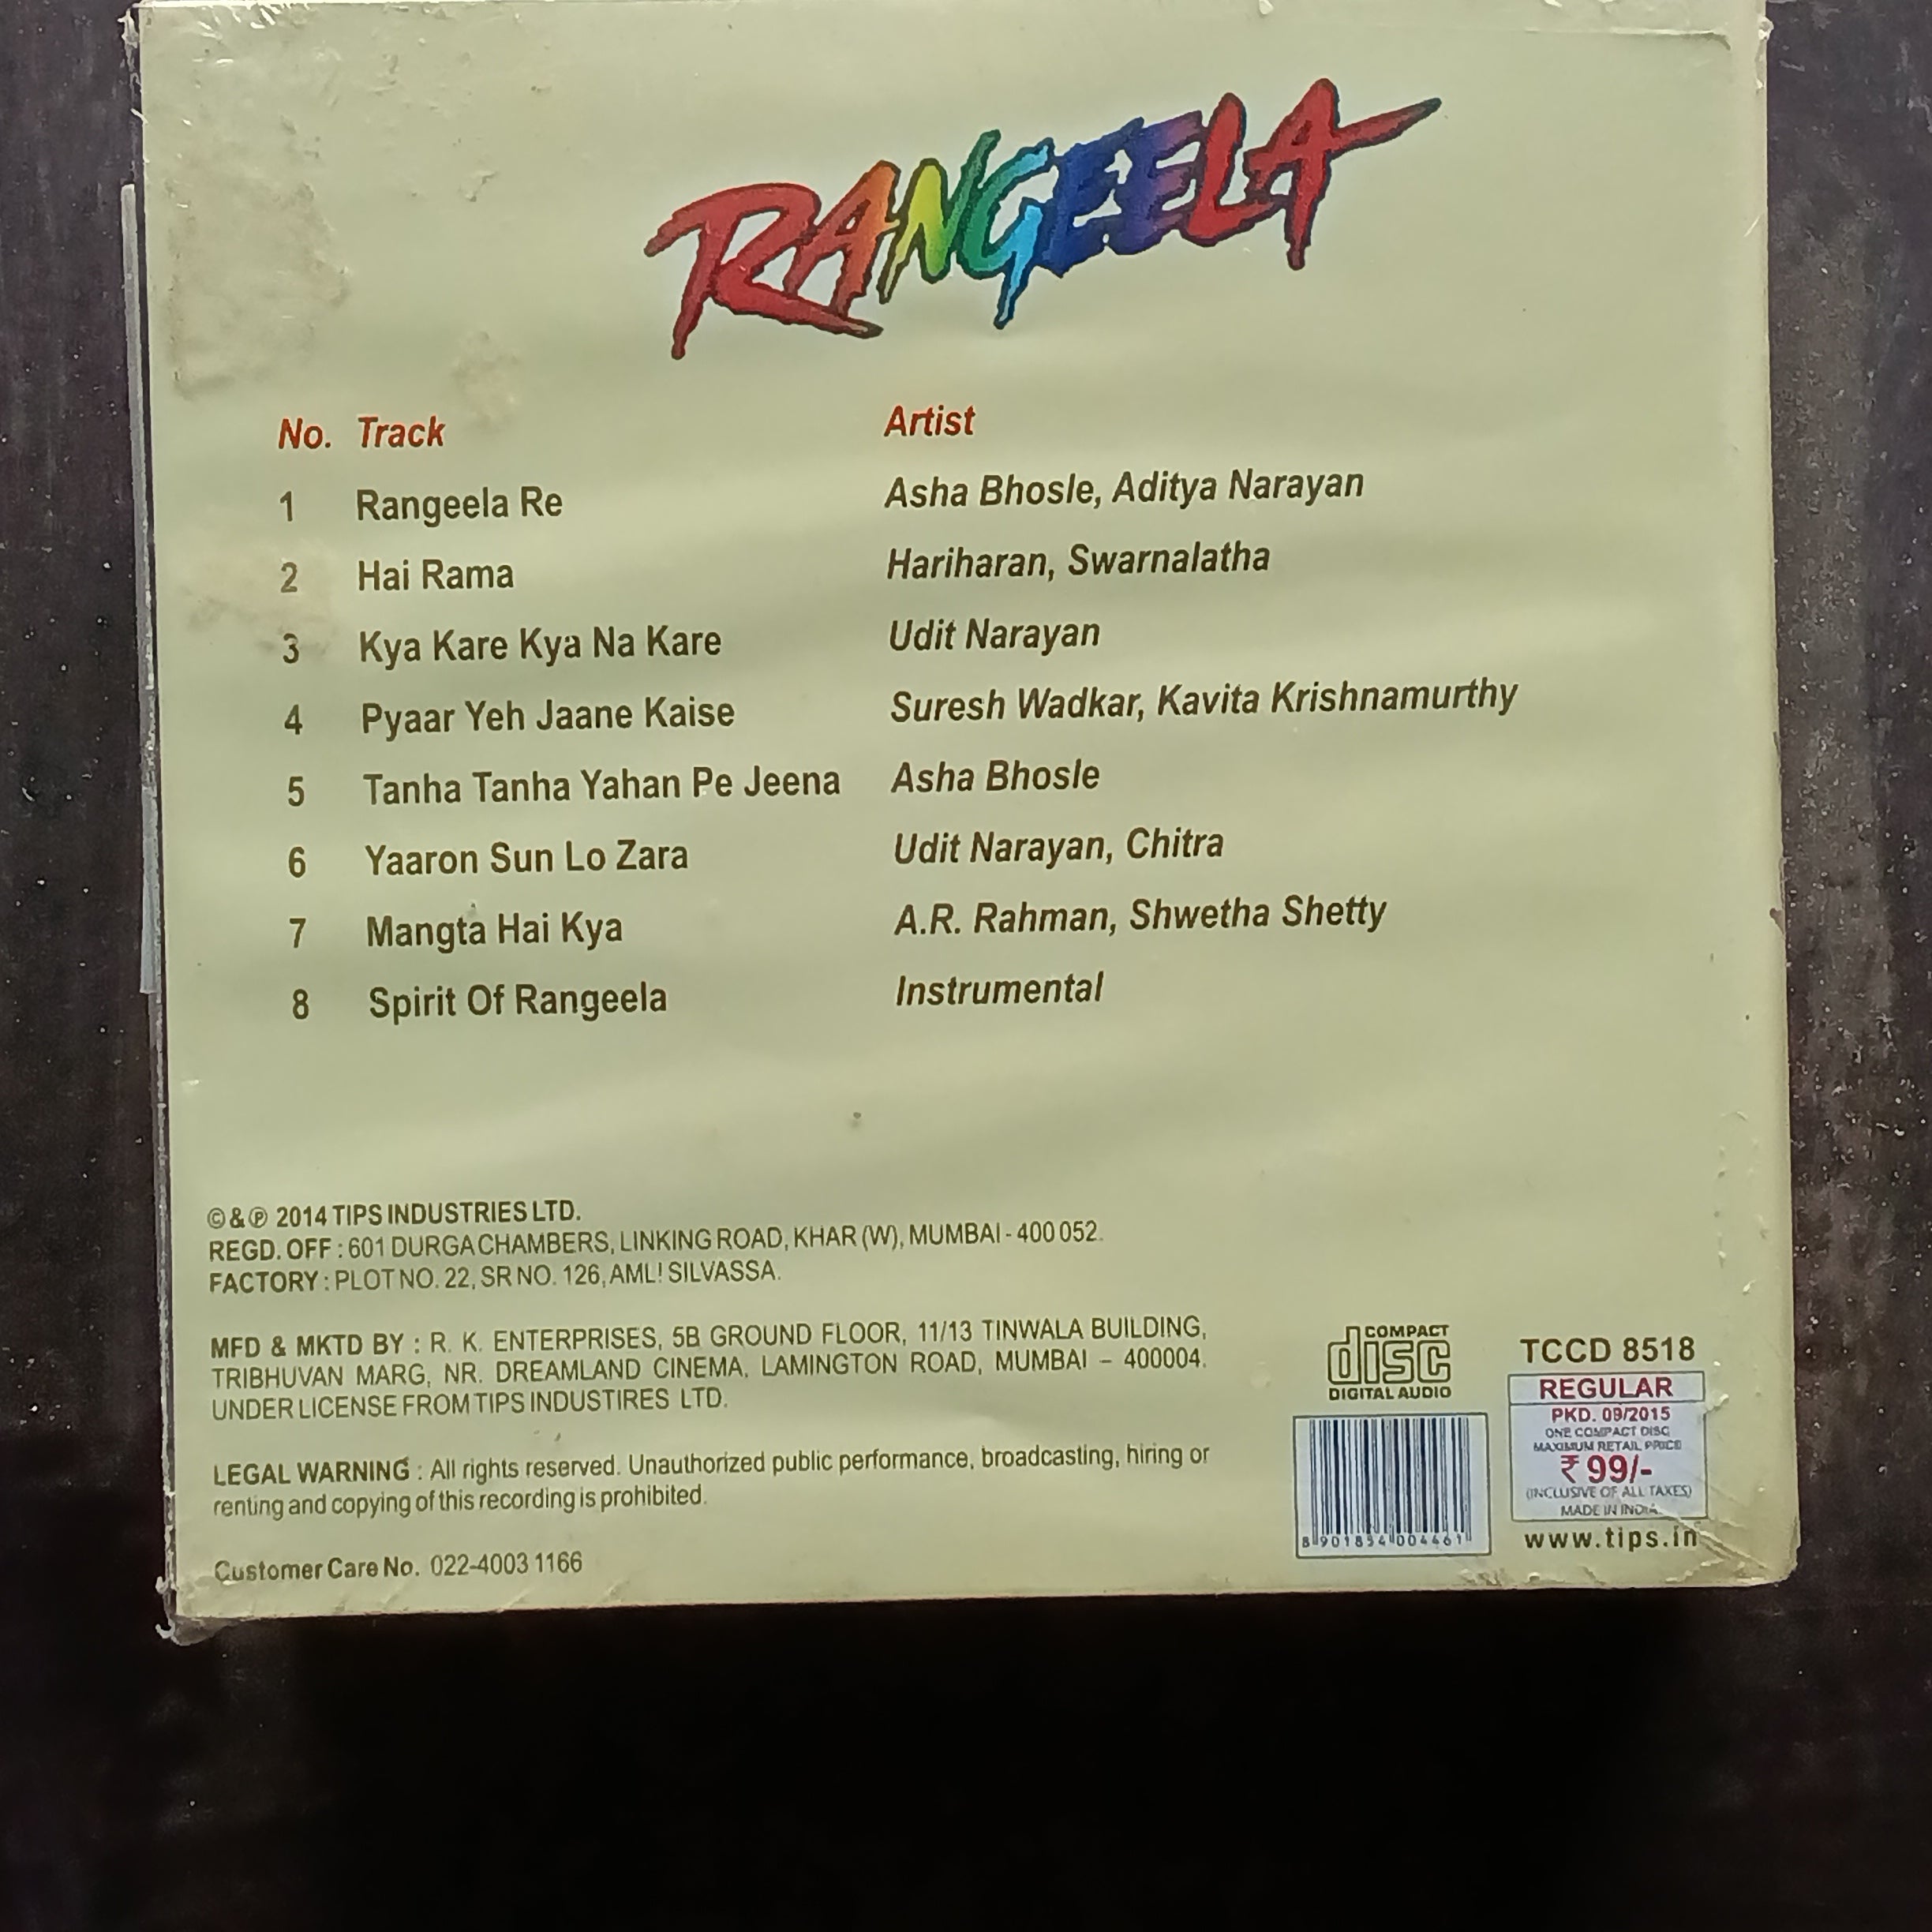 RANGEELA
No. Track Artist
1 Rangeela Re Asha Bhosle, Aditya Narayan
2 Hai Rama Hariharan, Swarnalatha
3 Kya Kare Kya Na Kare Udit Narayan
4 Pyaar Yeh Jaane Kaise Suresh Wadkar, Kavita Krishnamurthy
5 Tanha Tanha Yahan Pe Jeena Asha Bhosle
6 Yaaron Sun Lo Zara Udit Narayan, Chitra
7 Mangta Hai Kya A.R. Rahman, Shwetha Shetty
8 Spirit Of Rangeela Instrumental
©&℗ 2014 TIPS INDUSTRIES LTD.
REGD. OFF : 601 DURGA CHAMBERS, LINKING ROAD, KHAR (W), MUMBAI - 400 052.
FACTORY : PLOT NO. 22, SR NO. 126, AML! SILVASSA.
MFD & MKTD BY : R. K. ENTERPRISES, 5B GROUND FLOOR, 11/13 TINWALA BUILDING,
TRIBHUVAN MARG, NR. DREAMLAND CINEMA, LAMINGTON ROAD, MUMBAI – 400004.
UNDER LICENSE FROM TIPS INDUSTIRES LTD.
LEGAL WARNING : All rights reserved. Unauthorized public performance, broadcasting, hiring or
renting and copying of this recording is prohibited.
Customer Care No. 022-4003 1166
COMPACT
disc
DIGITAL AUDIO
8 901854 004461
TCCD 8518
REGULAR
PKD. 09/2015
ONE COMPACT DISC
MAXIMUM RETAIL PRICE
₹ 99/-
(INCLUSIVE OF ALL TAXES)
MADE IN INDIA.
www.tips.in